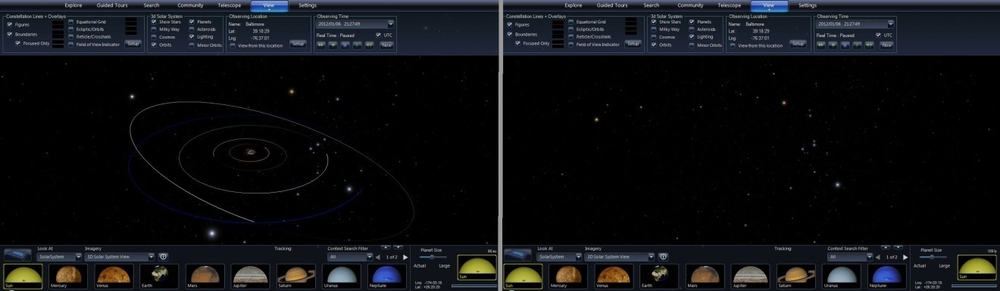 Explore Guided Tours Search Community Telescope View Settings
Constellation Lines + Overlays
Figures
Boundaries
Focused Only
Equatorial Grid
Ecliptic/Orbits
Reticle/Crosshairs
Field of View Indicator
Setup
3d Solar System
Show Stars
Milky Way
Cosmos
Orbits
Planets
Asteroids
Lighting
Minor Orbits
Observing Location
Name: Baltimore
Lat: 39:18:29
Lng: -76:37:01
View from this location
Setup
Observing Time
2012/01/06 21:27:49
Real Time : Paused
UTC
Now
Look At
SolarSystem
Imagery
3D Solar System View
Tracking
Context Search Filter
All
1 of 2
Planet Size
Actual Large
80 au
Sun
Mercury
Venus
Earth
Mars
Jupiter
Saturn
Uranus
Neptune
Lng: -174:03:18
Lat: +28:20:20
Sun
Explore Guided Tours Search Community Telescope View Settings
Constellation Lines + Overlays
Figures
Boundaries
Focused Only
Equatorial Grid
Ecliptic/Orbits
Reticle/Crosshairs
Field of View Indicator
Setup
3d Solar System
Show Stars
Milky Way
Cosmos
Orbits
Planets
Asteroids
Lighting
Minor Orbits
Observing Location
Name: Baltimore
Lat: 39:18:29
Lng: -76:37:01
View from this location
Setup
Observing Time
2012/01/06 21:27:49
Real Time : Paused
UTC
Now
Look At
SolarSystem
Imagery
3D Solar System View
Tracking
Context Search Filter
All
1 of 2
Planet Size
Actual Large
100 ly
Sun
Mercury
Venus
Earth
Mars
Jupiter
Saturn
Uranus
Neptune
Lng: -174:03:18
Lat: +28:20:20
Sun